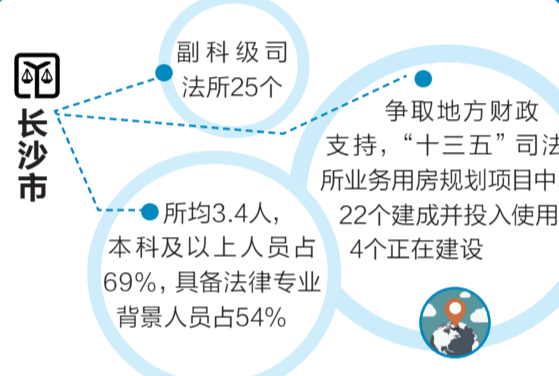 长沙市
副科级司
法所25个
争取地方财政
支持，“十三五”司法
所业务用房规划项目中
22个建成并投入使用
4个正在建设
所均3.4人，
本科及以上人员占
69%，具备法律专业
背景人员占54%